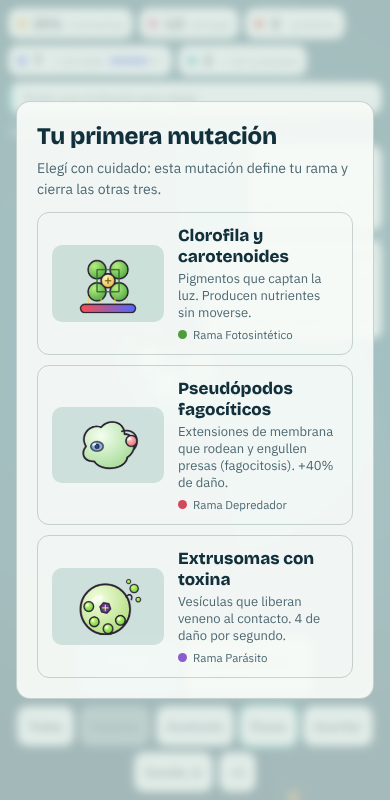 Tu primera mutación
Elegí con cuidado: esta mutación define tu rama y
cierra las otras tres.
Clorofila y
carotenoides
Pigmentos que captan la
luz. Producen nutrientes
sin moverse.
Rama Fotosintético
Pseudópodos
fagocíticos
Extensiones de membrana
que rodean y engullen
presas (fagocitosis). +40%
de daño.
Rama Depredador
Extrusomas con
toxina
Vesículas que liberan
veneno al contacto. 4 de
daño por segundo.
Rama Parásito